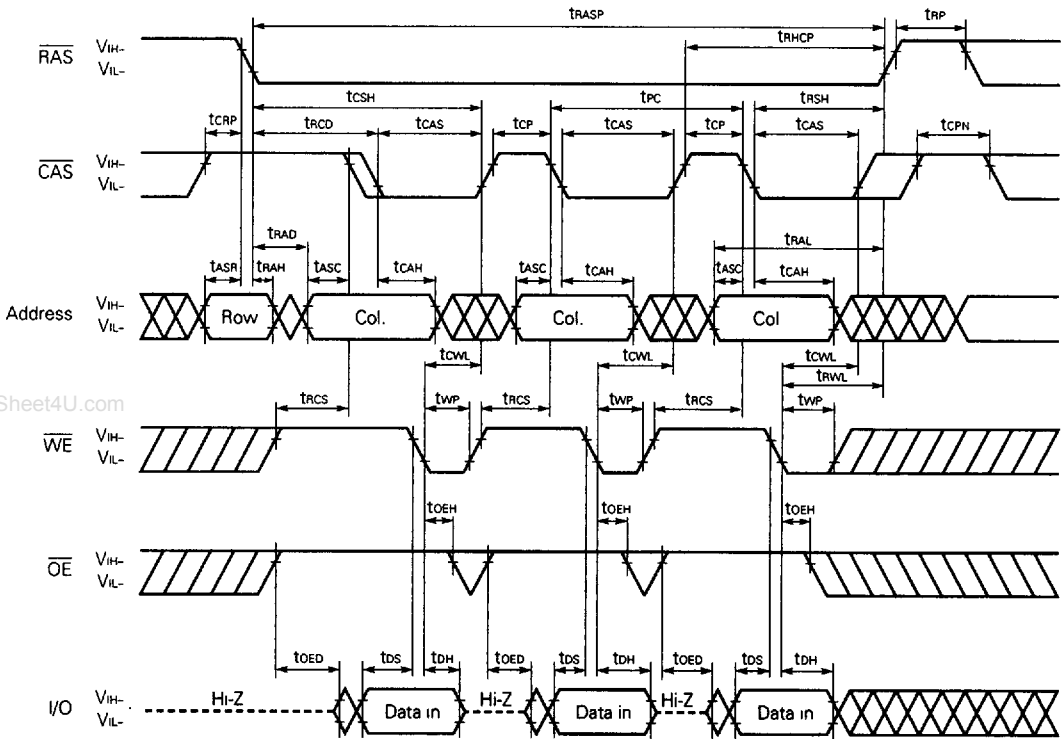 tRASP
tRP
tRHCP
RAS
VIH-
VIL-
tCSH
tPC
tRSH
tCRP
tRCD
tCAS
tCP
tCAS
tCP
tCAS
tCPN
CAS
VIH-
VIL-
tRAD
tRAL
tASR
tRAH
tASC
tCAH
tASC
tCAH
tASC
tCAH
Address
VIH-
VIL-
Row
Col.
Col.
Col
tCWL
tCWL
tCWL
tRWL
Sheet4U.com
tRCS
tWP
tRCS
tWP
tRCS
tWP
WE
VIH-
VIL-
tOEH
tOEH
tOEH
OE
VIH-
VIL-
tOED
tDS
tDH
tOED
tDS
tDH
tOED
tDS
tDH
I/O
VIH-
VIL-
Hi-Z
Data in
Hi-Z
Data in
Hi-Z
Data in